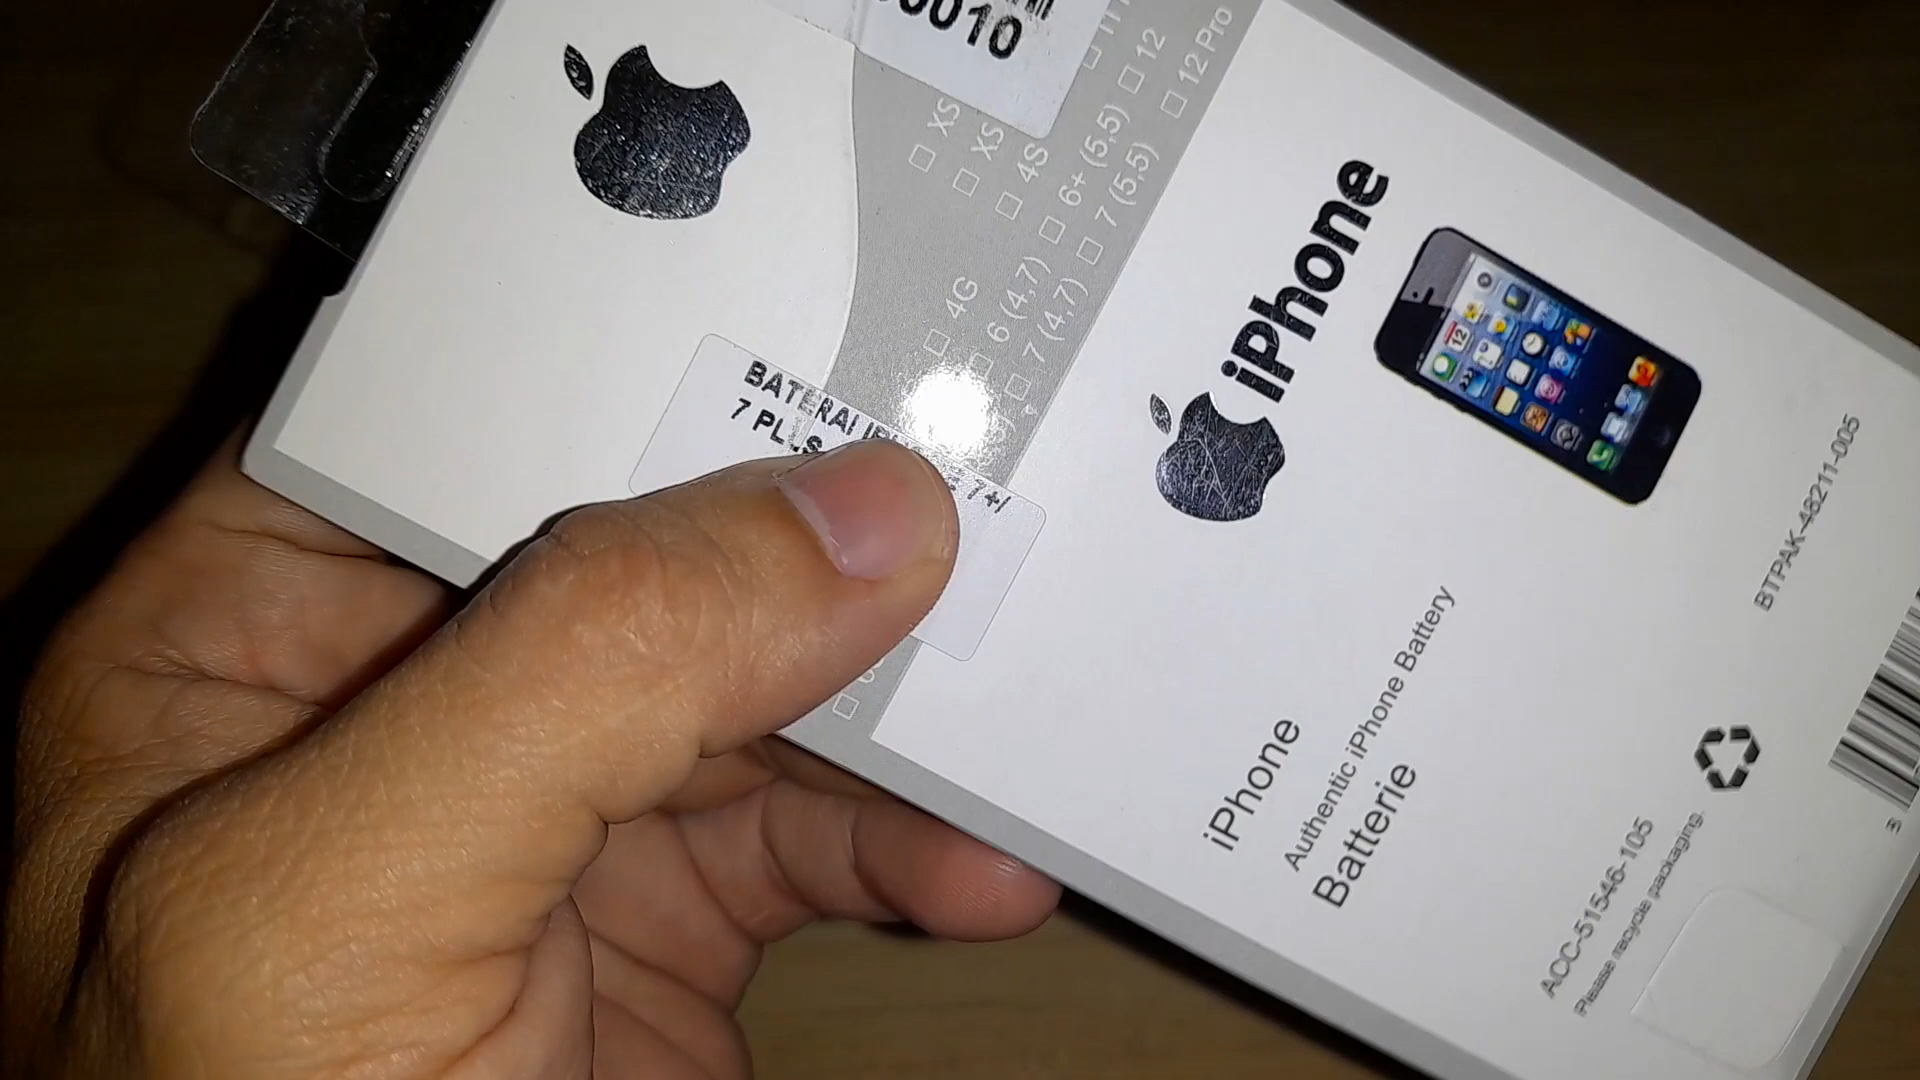 0010
12
12 Pro
XS
XS
4S
6+ (5,5)
7 (5,5)
4G
6 (4,7)
7 (4,7)
BATERAI
7+/
7 PLUS
iPhone
iPhone
Authentic iPhone Battery
Batterie
BTPAK-48211-005
ACC-51546-105
Please recycle packaging.
3